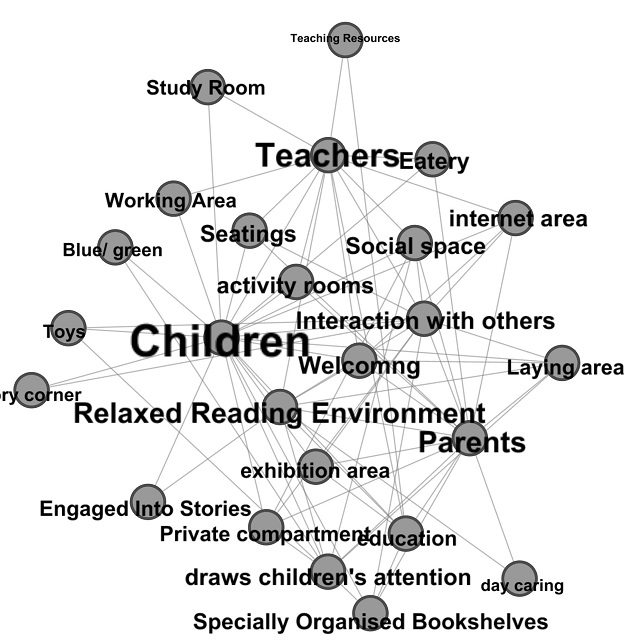 Teaching Resources
Study Room
Teachers
Eatery
Working Area
internet area
Seatings
Social space
Blue/ green
activity rooms
Interaction with others
Toys
Children
Welcomng
Laying area
ry corner
Relaxed Reading Environment
Parents
exhibition area
Engaged Into Stories
Private compartment
education
draws children's attention
day caring
Specially Organised Bookshelves